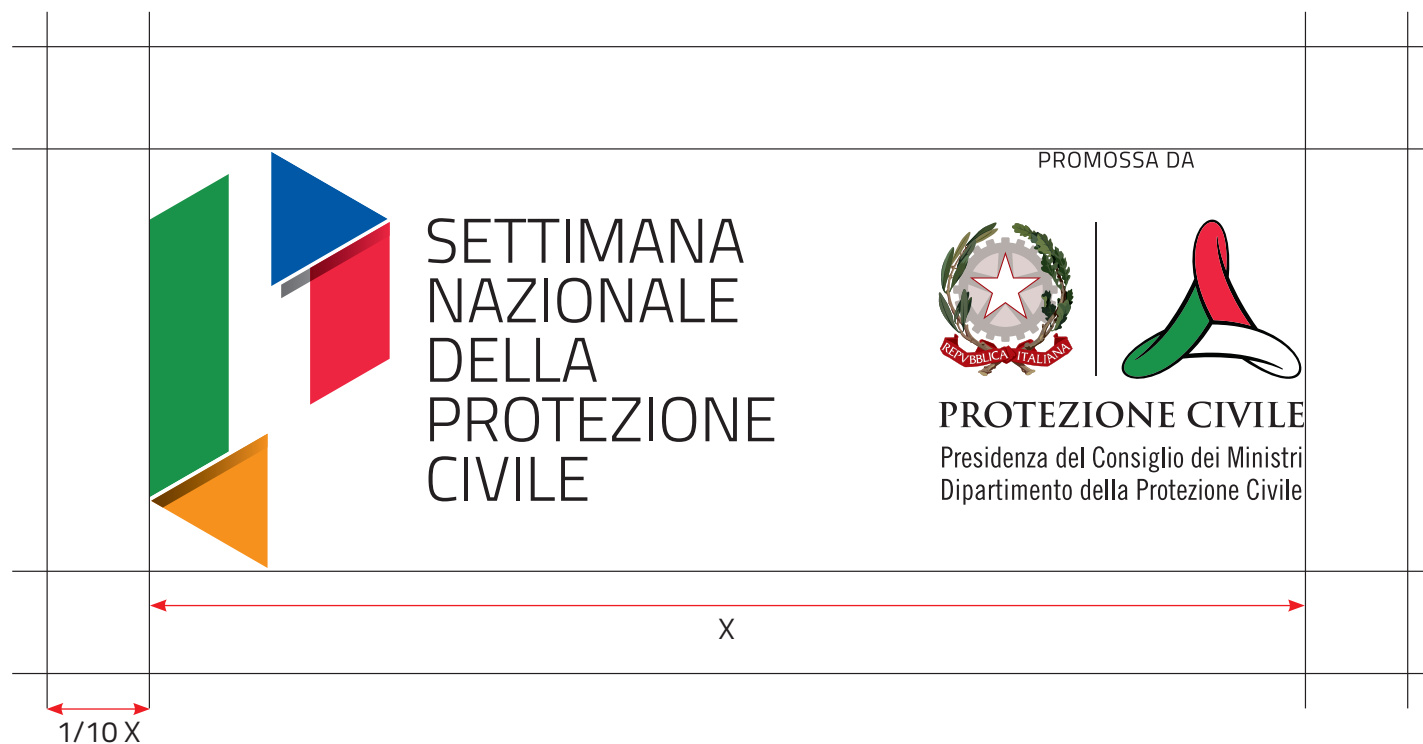 PROMOSSA DA
SETTIMANA
NAZIONALE
DELLA
PROTEZIONE
CIVILE
REPVBBLICA ITALIANA
PROTEZIONE CIVILE
Presidenza del Consiglio dei Ministri
Dipartimento della Protezione Civile
X
1/10 X